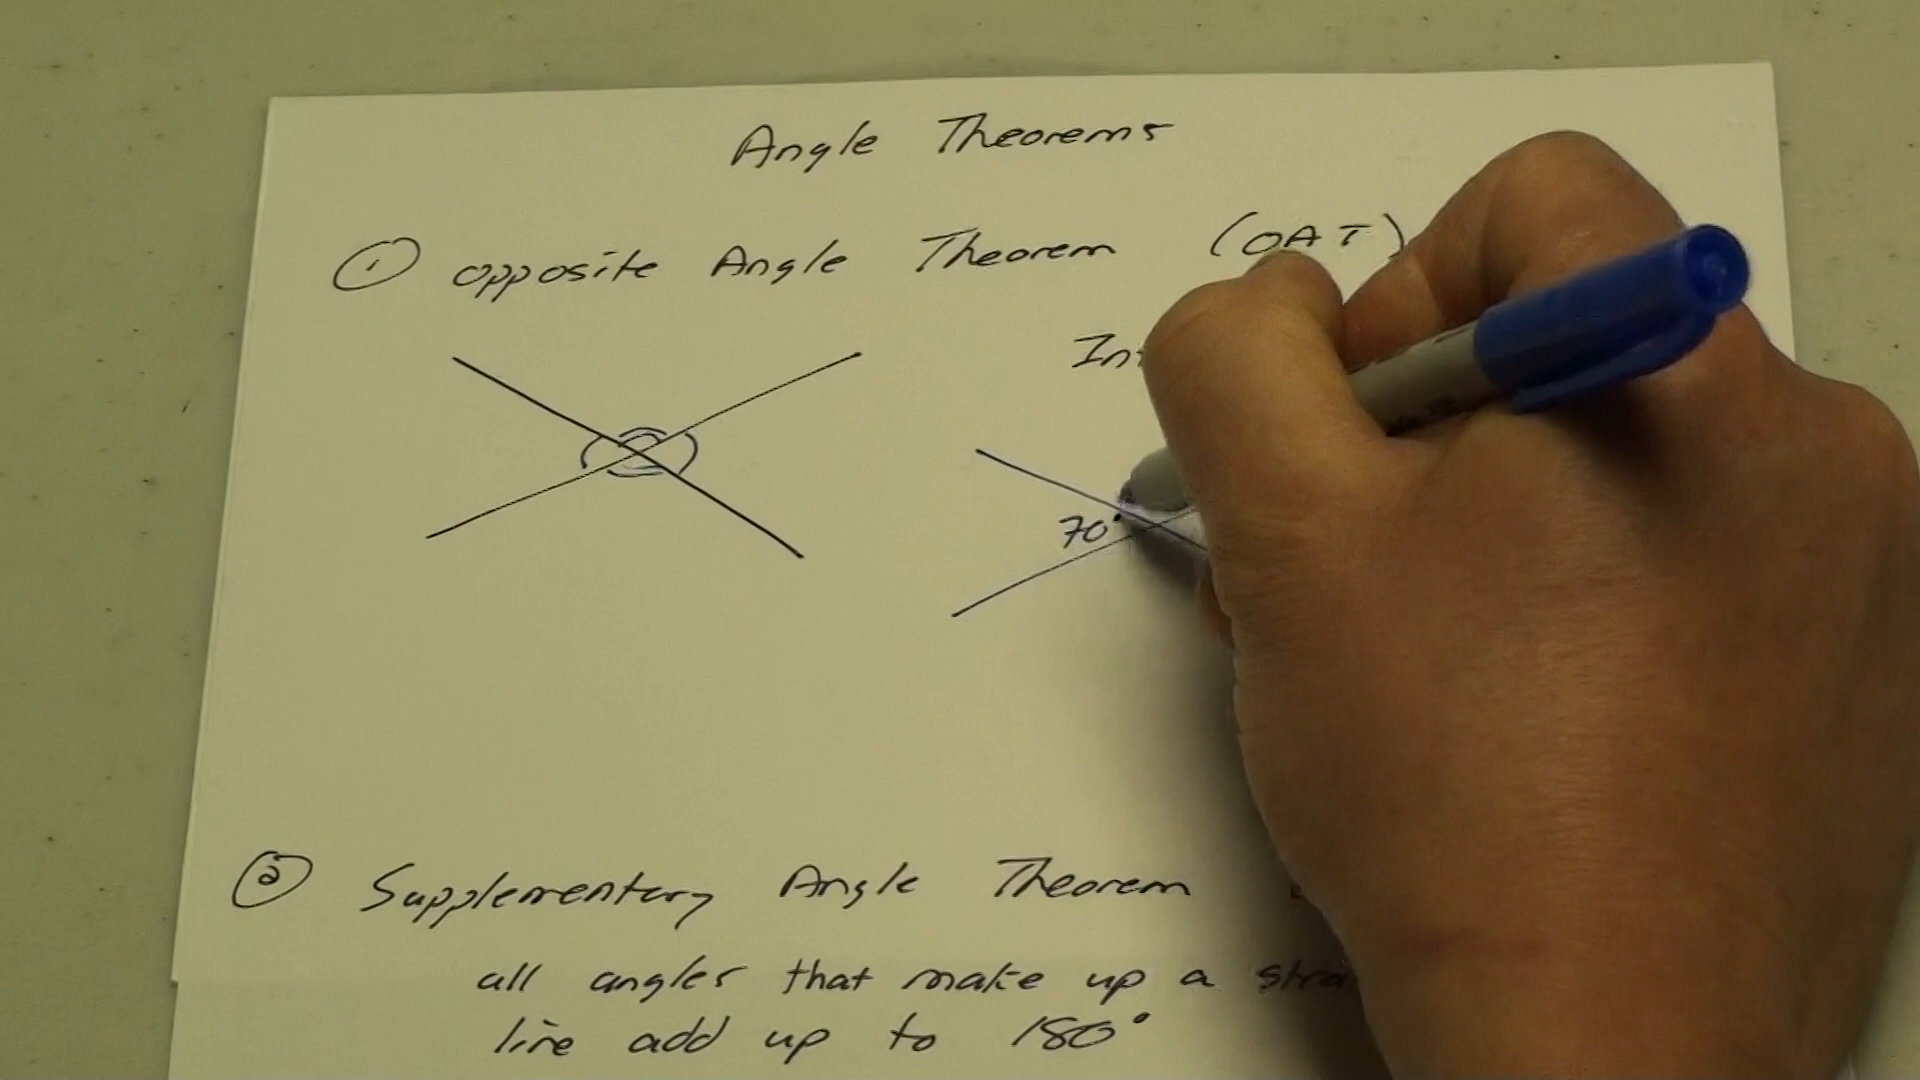 Angle Theorems
① Opposite Angle Theorem (OAT)
70°
② Supplementary Angle Theorem
all angles that make up a
line add up to 180°